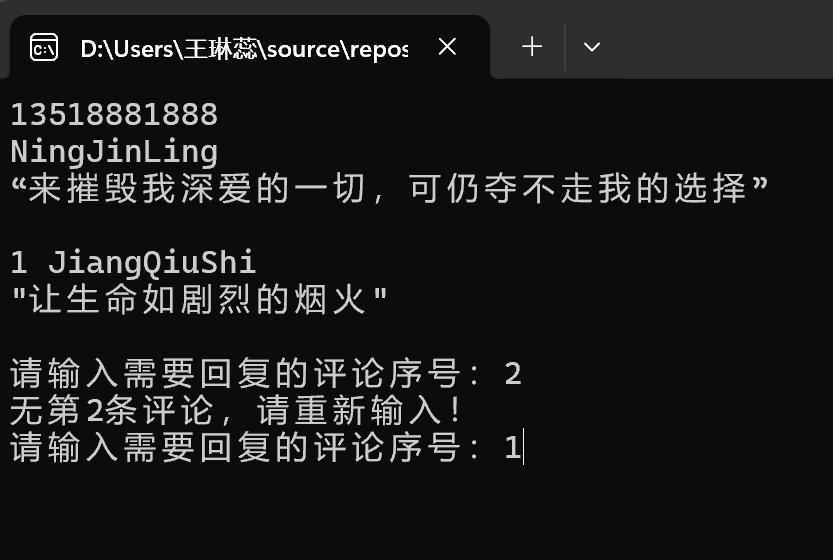 D:\Users\王琳蕊\source\repos
13518881888
NingJinLing
“来摧毁我深爱的一切，可仍夺不走我的选择”
1 JiangQiuShi
"让生命如剧烈的烟火"
请输入需要回复的评论序号：2
无第2条评论，请重新输入！
请输入需要回复的评论序号：1